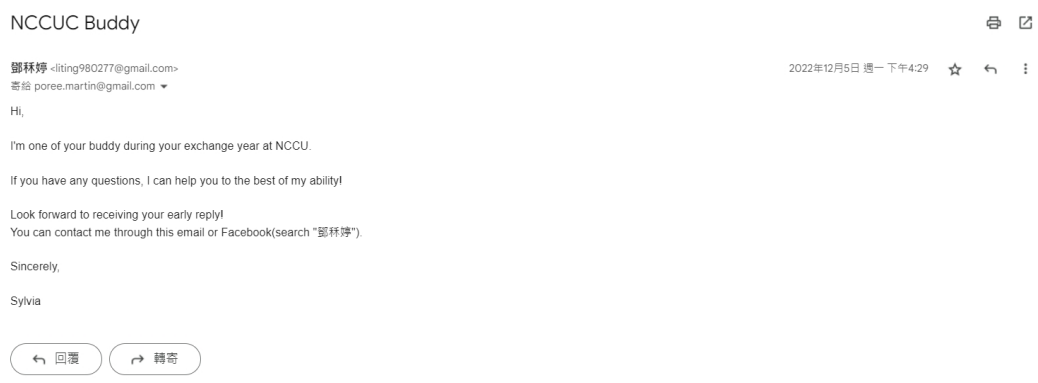 NCCUC Buddy
鄧秝婷 <liting980277@gmail.com>
2022年12月5日 週一 下午4:29
寄給 poree.martin@gmail.com
Hi,
I'm one of your buddy during your exchange year at NCCU.
If you have any questions, I can help you to the best of my ability!
Look forward to receiving your early reply!
You can contact me through this email or Facebook(search "鄧秝婷").
Sincerely,
Sylvia
回覆 轉寄